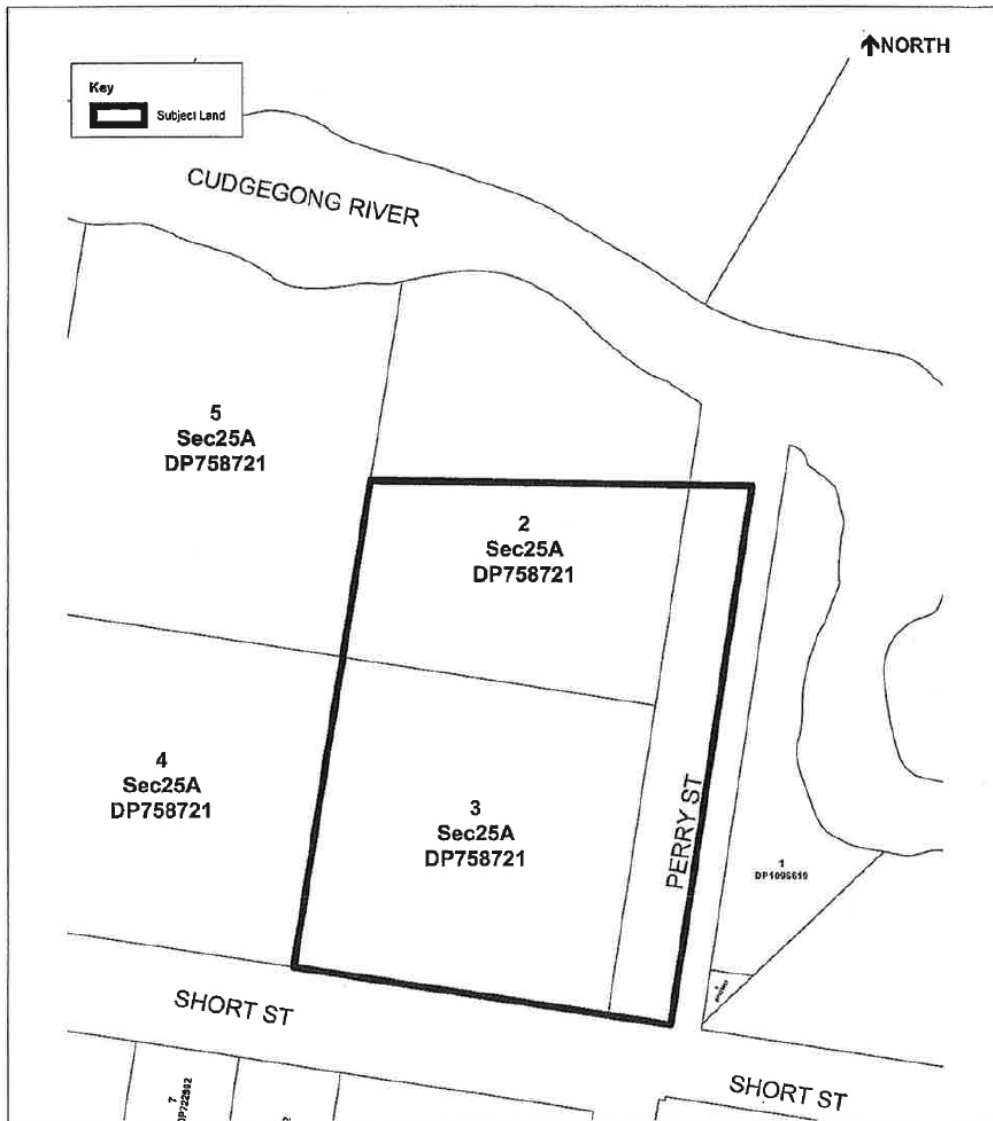 NORTH
Key
Subject Land
CUDGEGONG RIVER
5
Sec25A
DP758721
2
Sec25A
DP758721
4
Sec25A
DP758721
3
Sec25A
DP758721
PERRY ST
1
SHORT ST
SHORT ST
7